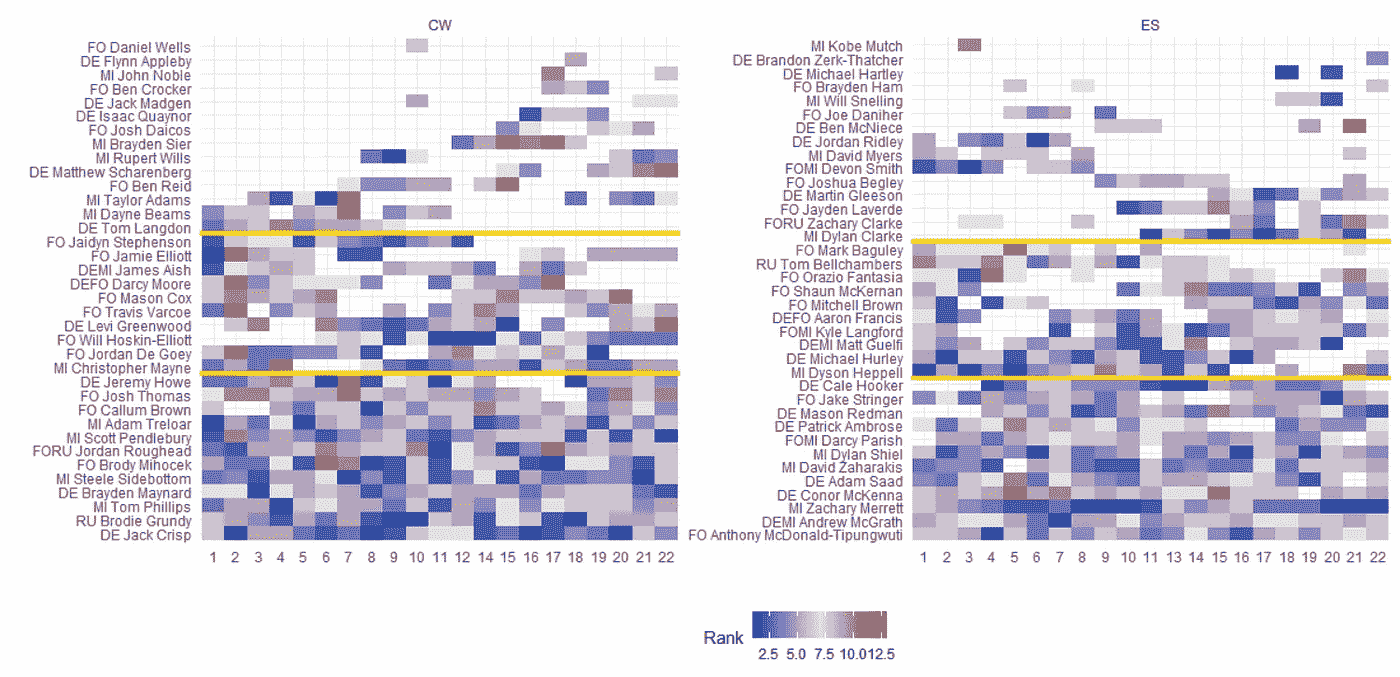 CW
FO Daniel Wells
DE Flynn Appleby
MI John Noble
FO Ben Crocker
DE Jack Madgen
DE Isaac Quaynor
FO Josh Daicos
MI Brayden Sier
MI Rupert Wills
DE Matthew Scharenberg
FO Ben Reid
MI Taylor Adams
MI Dayne Beams
DE Tom Langdon
FO Jaidyn Stephenson
FO Jamie Elliott
DEMI James Aish
DEFO Darcy Moore
FO Mason Cox
FO Travis Varcoe
DE Levi Greenwood
FO Will Hoskin-Elliott
FO Jordan De Goey
MI Christopher Mayne
DE Jeremy Howe
FO Josh Thomas
FO Callum Brown
MI Adam Treloar
MI Scott Pendlebury
FORU Jordan Roughead
FO Brody Mihocek
MI Steele Sidebottom
DE Brayden Maynard
MI Tom Phillips
RU Brodie Grundy
DE Jack Crisp
1 2 3 4 5 6 7 8 9 10 11 12 14 15 16 17 18 19 20 21 22
ES
MI Kobe Mutch
DE Brandon Zerk-Thatcher
DE Michael Hartley
FO Brayden Ham
MI Will Snelling
FO Joe Daniher
DE Ben McNiece
DE Jordan Ridley
MI David Myers
FOMI Devon Smith
FO Joshua Begley
DE Martin Gleeson
FO Jayden Laverde
FORU Zachary Clarke
MI Dylan Clarke
FO Mark Baguley
RU Tom Bellchambers
FO Orazio Fantasia
FO Shaun McKernan
FO Mitchell Brown
DEFO Aaron Francis
FOMI Kyle Langford
DEMI Matt Guelfi
DE Michael Hurley
MI Dyson Heppell
DE Cale Hooker
FO Jake Stringer
DE Mason Redman
DE Patrick Ambrose
FOMI Darcy Parish
MI Dylan Shiel
MI David Zaharakis
DE Adam Saad
DE Conor McKenna
MI Zachary Merrett
DEMI Andrew McGrath
FO Anthony McDonald-Tipungwuti
1 2 3 4 5 6 7 8 9 10 11 13 14 15 16 17 18 19 20 21 22
Rank
2.5 5.0 7.5 10.0 12.5